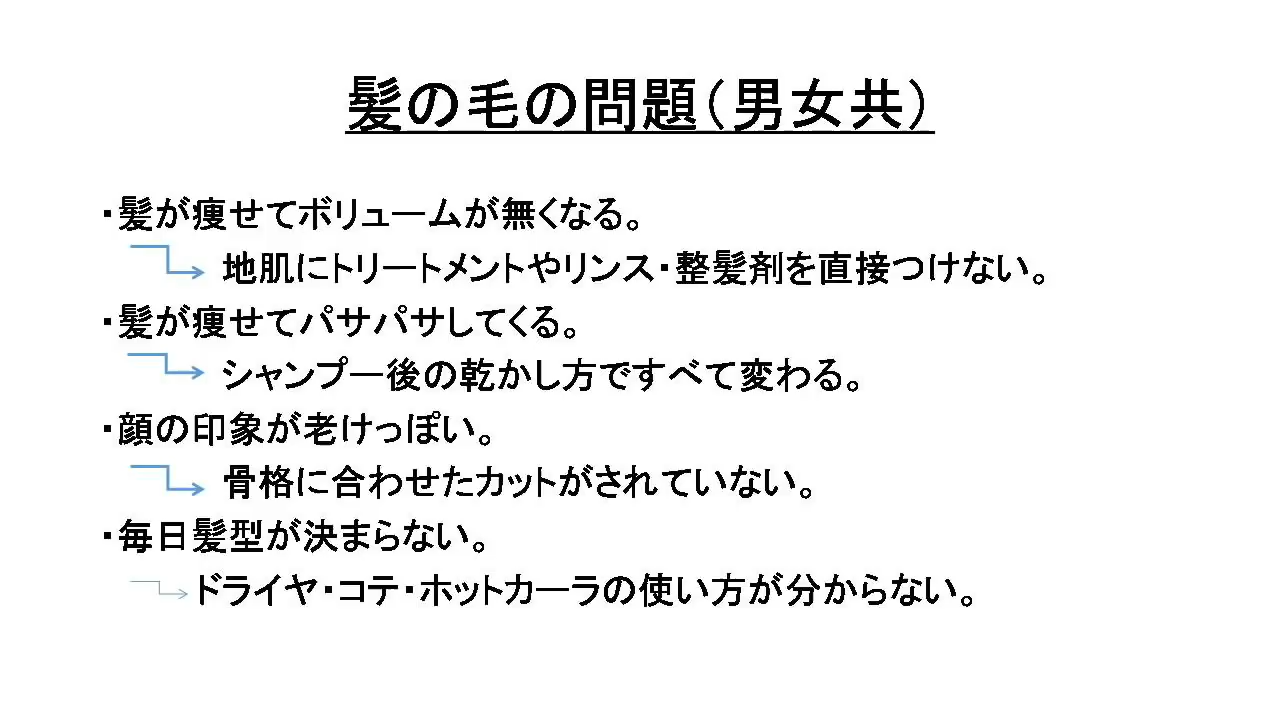 髪の毛の問題（男女共）
・髪が痩せてボリュームが無くなる。
地肌にトリートメントやリンス・整髪剤を直接つけない。
・髪が痩せてパサパサしてくる。
シャンプー後の乾かし方ですべて変わる。
・顔の印象が老けっぽい。
骨格に合わせたカットがされていない。
・毎日髪型が決まらない。
ドライヤ・コテ・ホットカーラの使い方が分からない。